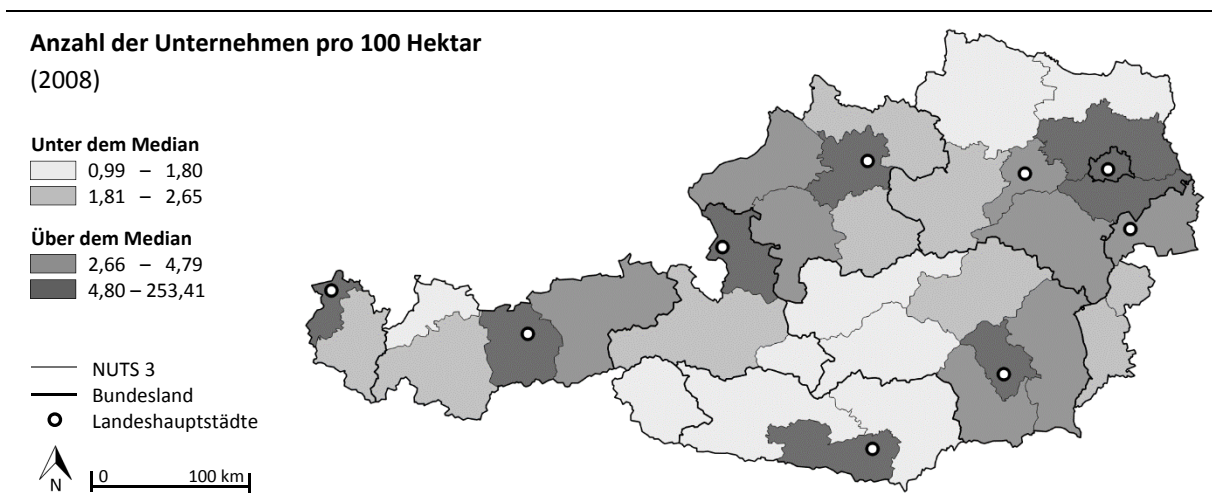 Anzahl der Unternehmen pro 100 Hektar
(2008)
Unter dem Median
0,99 – 1,80
1,81 – 2,65
Über dem Median
2,66 – 4,79
4,80 – 253,41
NUTS 3
Bundesland
Landeshauptstädte
N
0 100 km